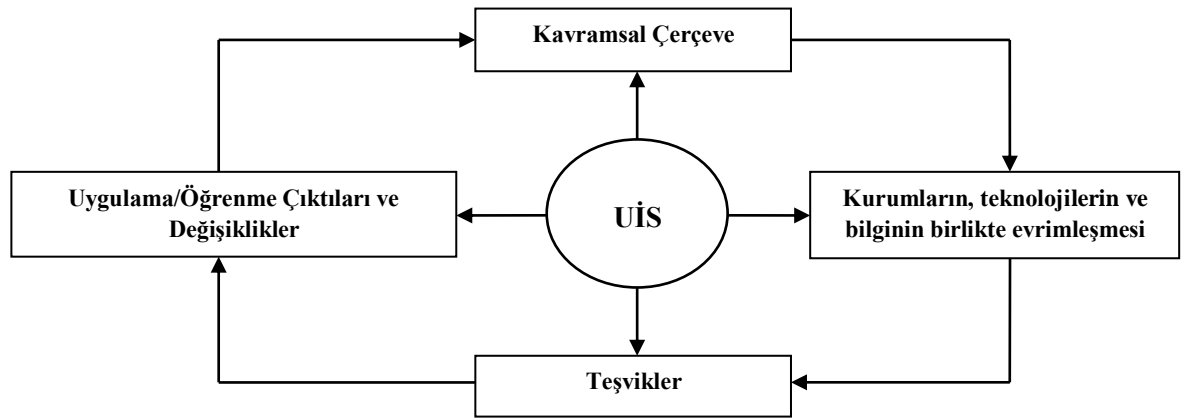 Kavramsal Çerçeve
Uygulama/Öğrenme Çıktıları ve
Değişiklikler
UİS
Kurumların, teknolojilerin ve
bilginin birlikte evrimleşmesi
Teşvikler